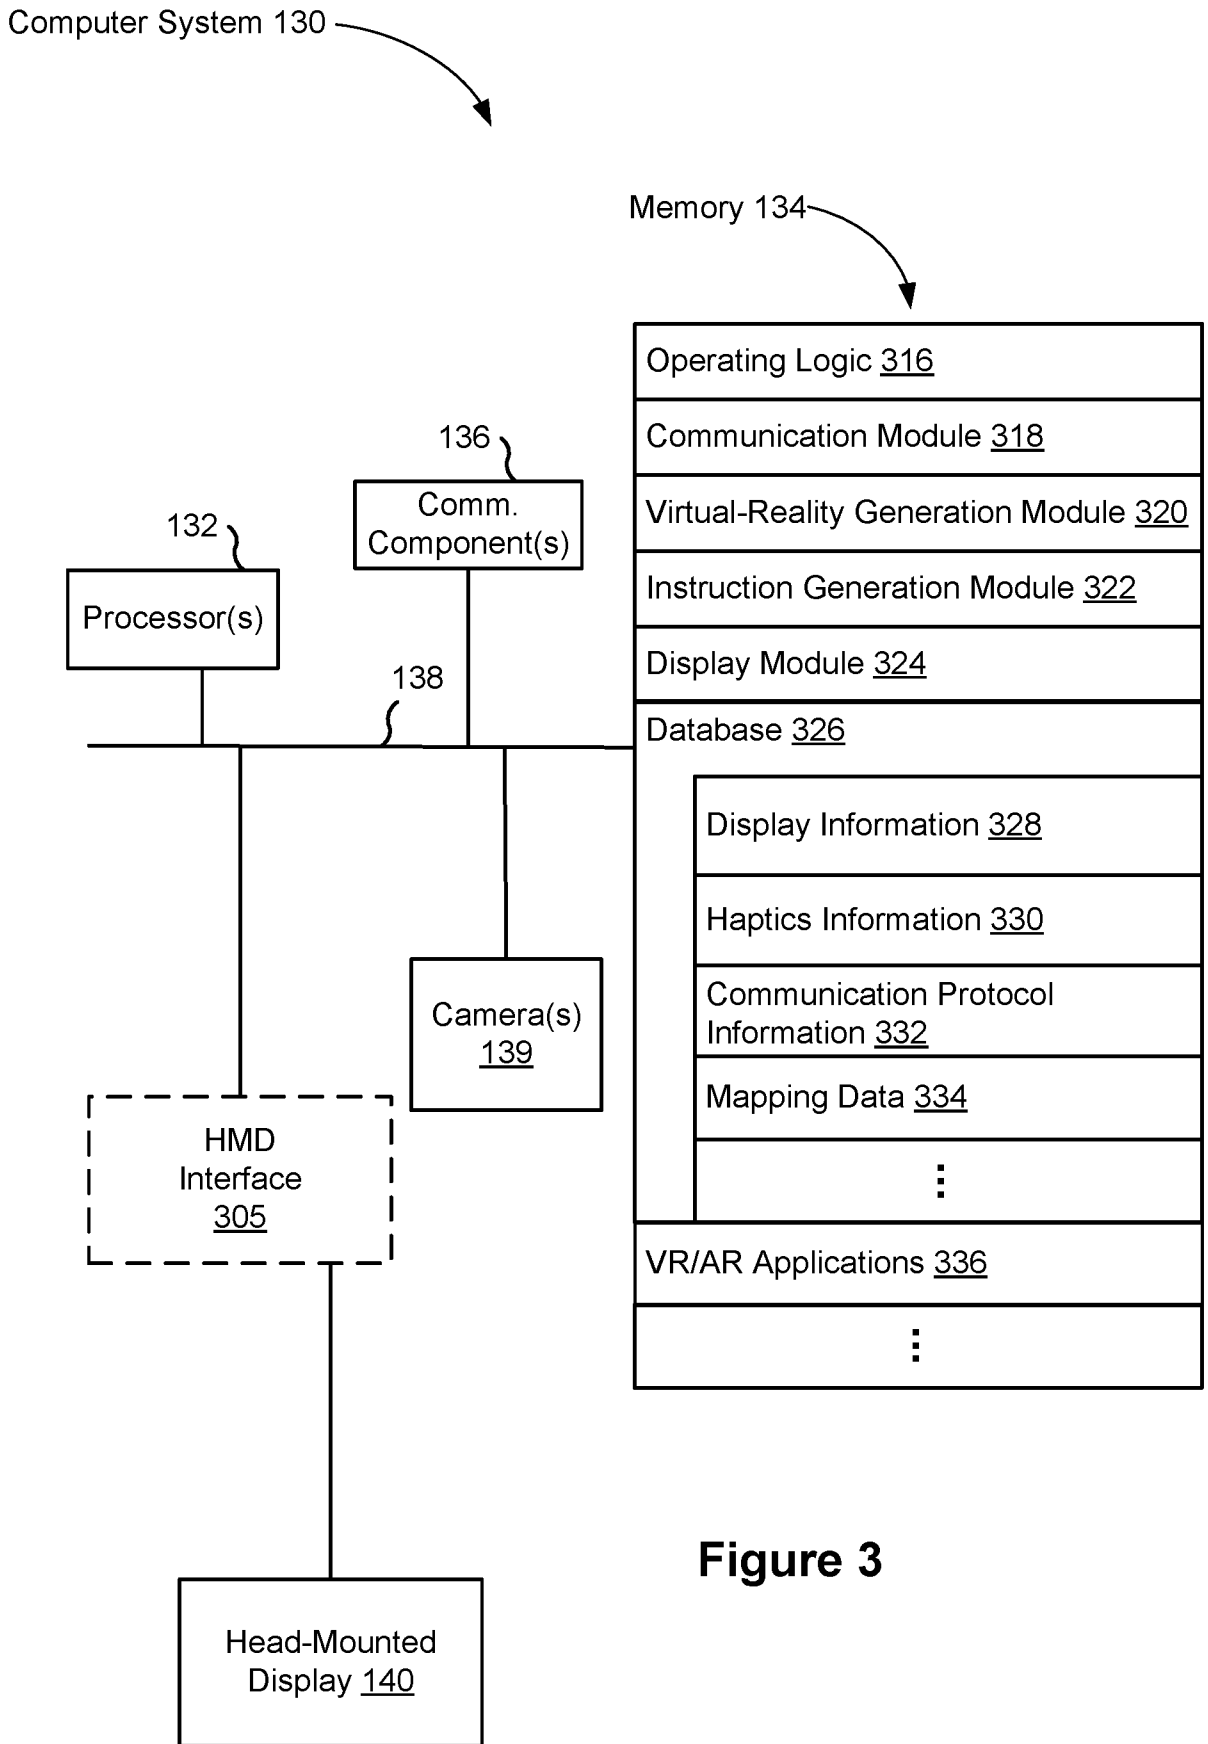 Computer System 130
Memory 134
Operating Logic 316
Communication Module 318
Virtual-Reality Generation Module 320
Instruction Generation Module 322
Display Module 324
Database 326
Display Information 328
Haptics Information 330
Communication Protocol
Information 332
Mapping Data 334
⋮
VR/AR Applications 336
⋮
136
Comm.
Component(s)
132
Processor(s)
138
Camera(s)
139
HMD
Interface
305
Head-Mounted
Display 140
Figure 3